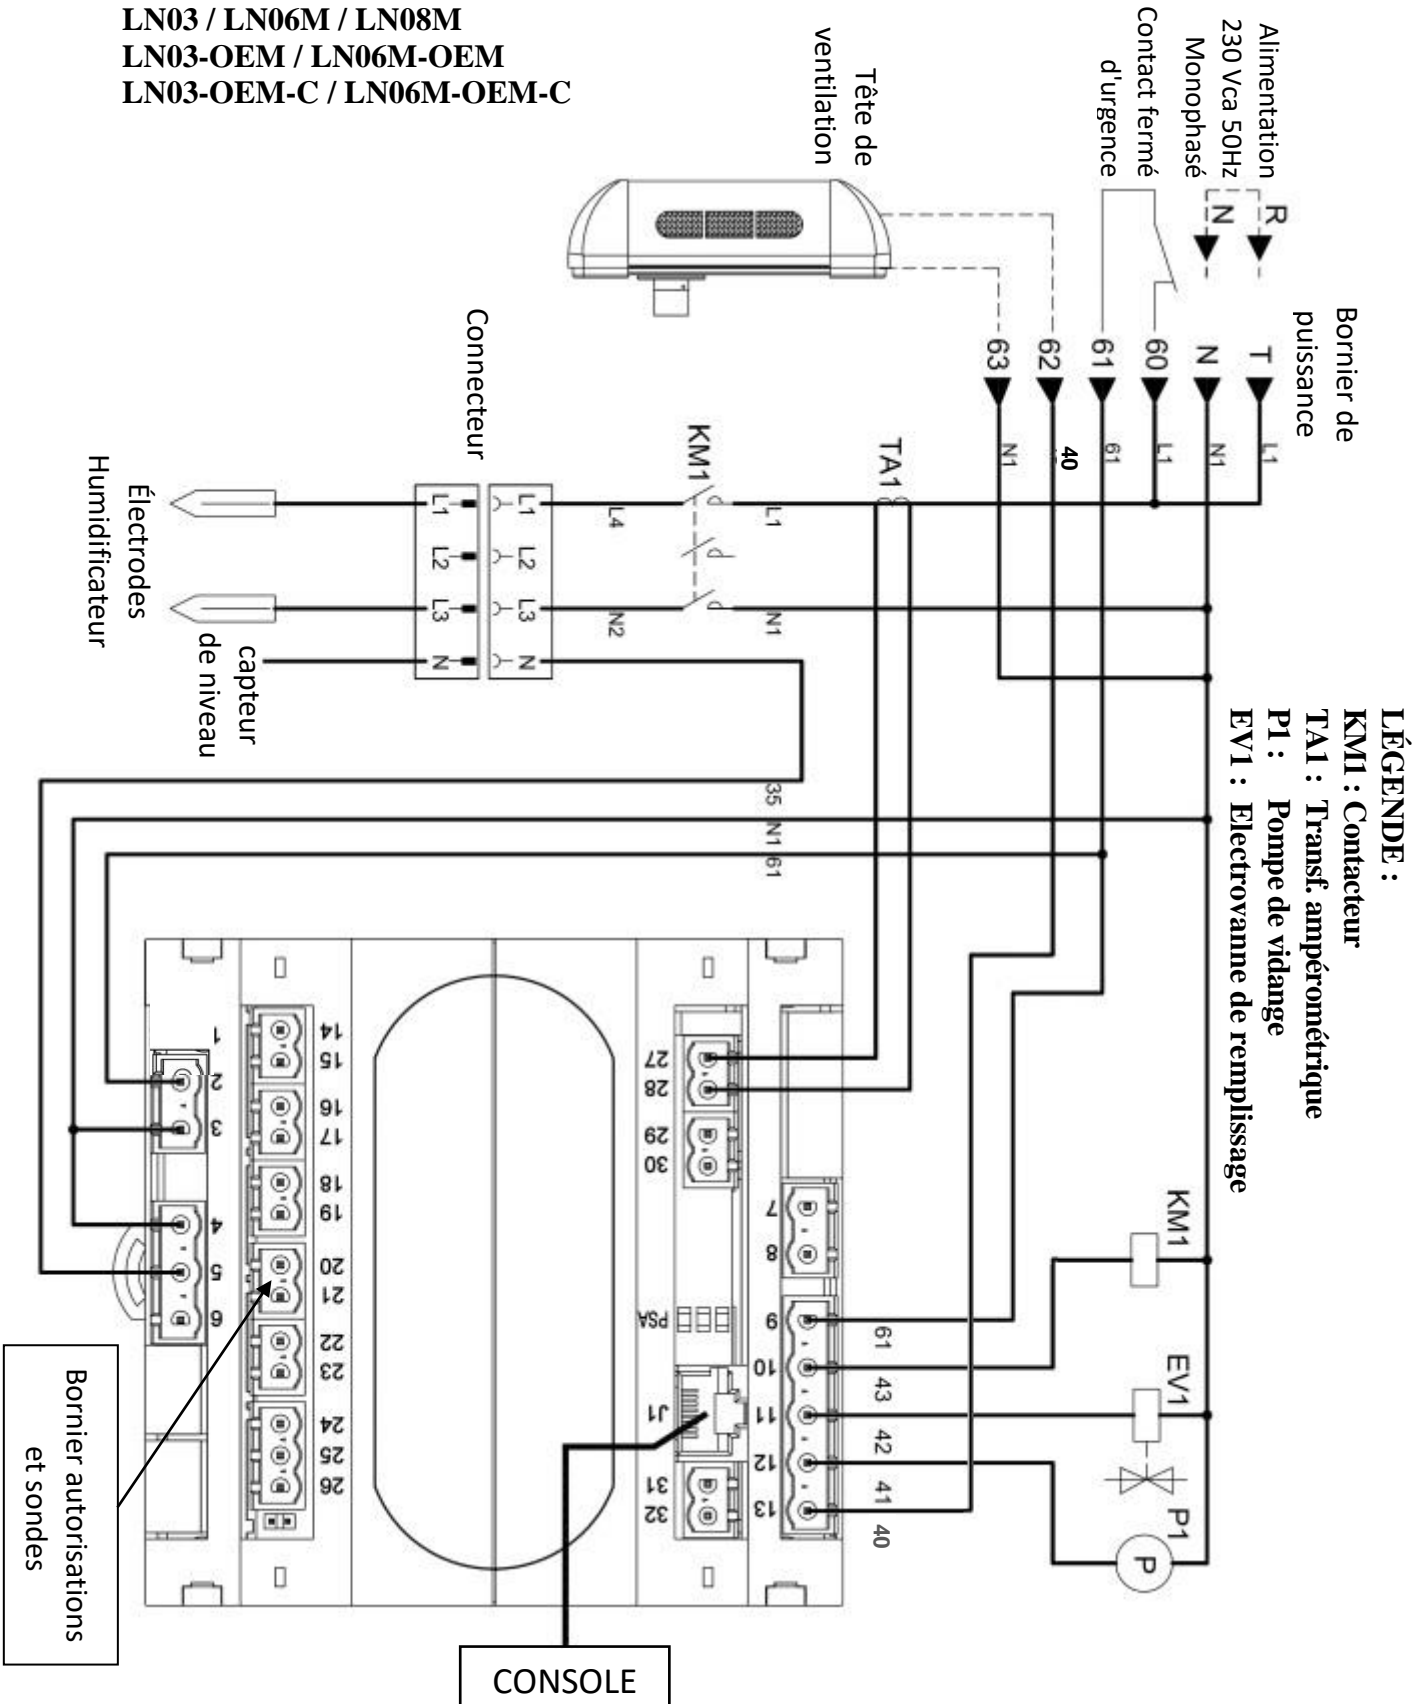 LN03 / LN06M / LN08M
LN03-OEM / LN06M-OEM
LN03-OEM-C / LN06M-OEM-C
Alimentation
230 Vca 50Hz
Monophasé
Contact fermé
d'urgence
Tête de
ventilation
R
N
Bornier de
puissance
T
N
60
61
62
63
L1
N1
L1
61
40
N1
TA1
KM1
L1
N1
L4
N2
Connecteur
L1
L2
L3
N
L1
L2
L3
N
Électrodes
Humidificateur
capteur
de niveau
LÉGENDE :
KM1 : Contacteur
TA1 : Transf. ampérométrique
P1 : Pompe de vidange
EV1 : Electrovanne de remplissage
35
N1
61
1
2
3
4
5
6
14
15
16
17
18
19
20
21
22
23
24
25
26
27
28
29
30
PSA
J1
31
32
7
8
9
10
11
12
13
61
43
42
41
40
KM1
EV1
P1
P
Bornier autorisations
et sondes
CONSOLE